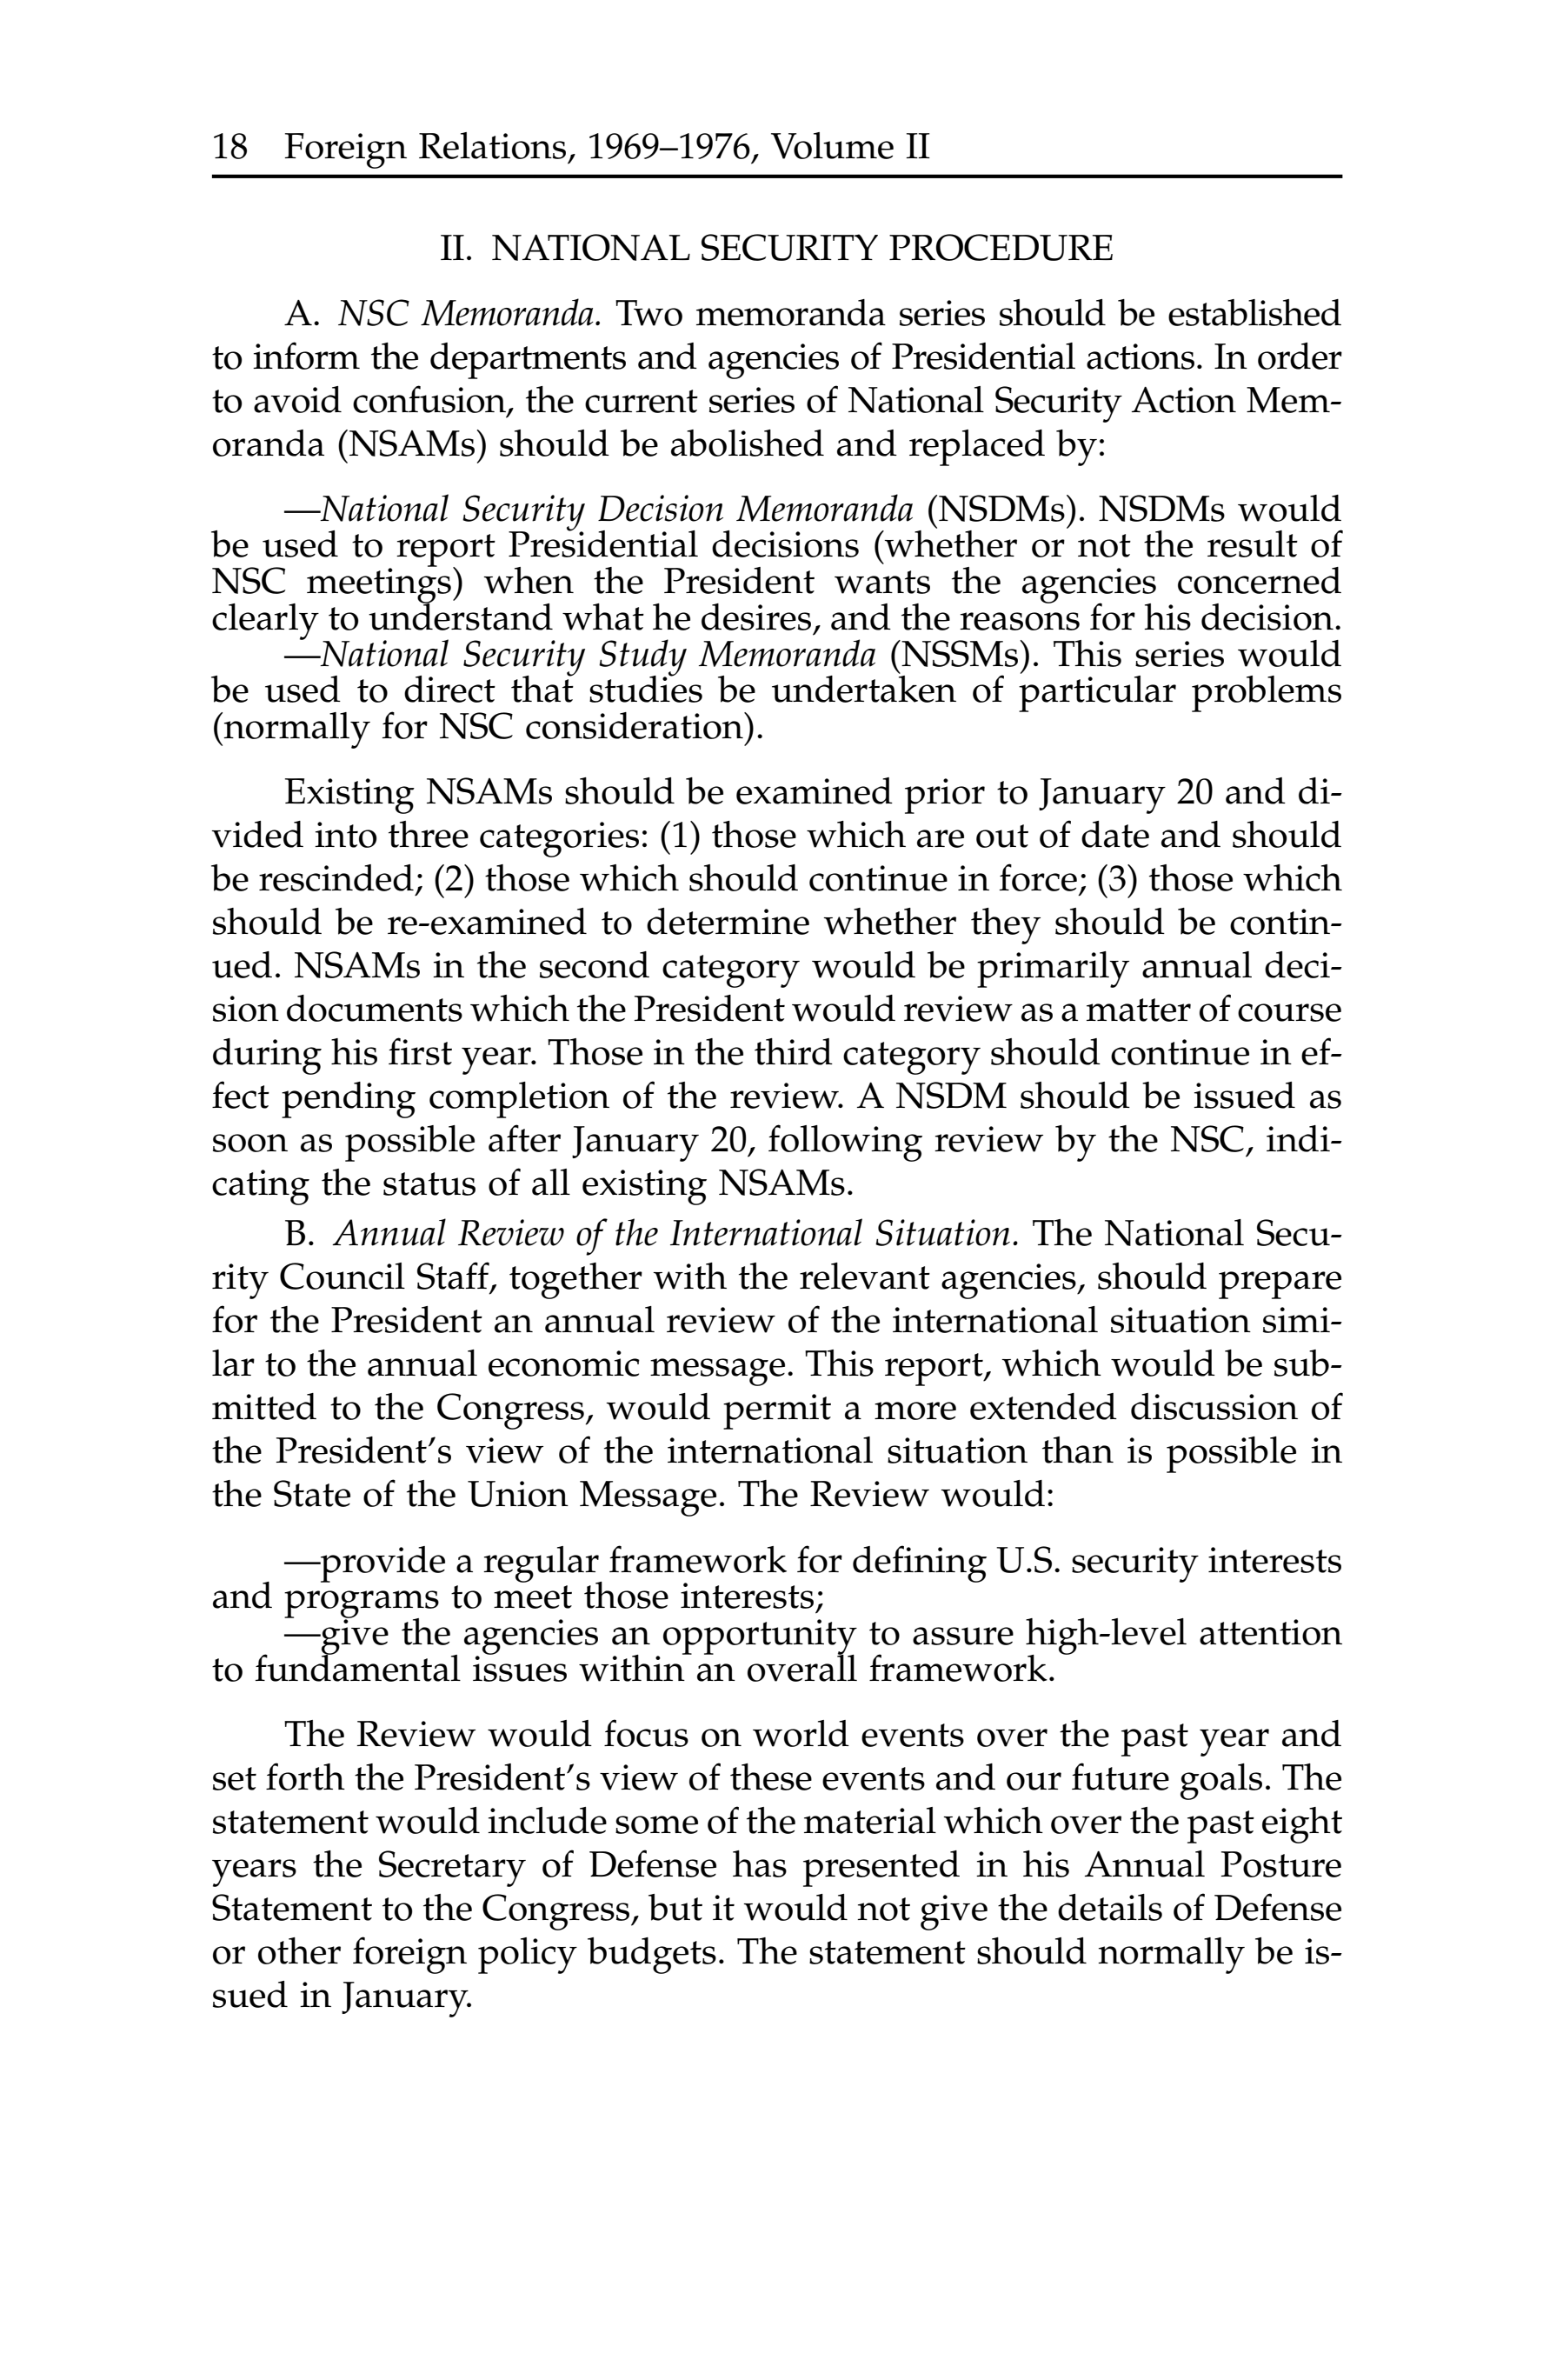 18 Foreign Relations, 1969–1976, Volume II
II. NATIONAL SECURITY PROCEDURE
A. NSC Memoranda. Two memoranda series should be established
to inform the departments and agencies of Presidential actions. In order
to avoid confusion, the current series of National Security Action Mem-
oranda (NSAMs) should be abolished and replaced by:
—National Security Decision Memoranda (NSDMs). NSDMs would
be used to report Presidential decisions (whether or not the result of
NSC meetings) when the President wants the agencies concerned
clearly to understand what he desires, and the reasons for his decision.
—National Security Study Memoranda (NSSMs). This series would
be used to direct that studies be undertaken of particular problems
(normally for NSC consideration).
Existing NSAMs should be examined prior to January 20 and di-
vided into three categories: (1) those which are out of date and should
be rescinded; (2) those which should continue in force; (3) those which
should be re-examined to determine whether they should be contin-
ued. NSAMs in the second category would be primarily annual deci-
sion documents which the President would review as a matter of course
during his first year. Those in the third category should continue in ef-
fect pending completion of the review. A NSDM should be issued as
soon as possible after January 20, following review by the NSC, indi-
cating the status of all existing NSAMs.
B. Annual Review of the International Situation. The National Secu-
rity Council Staff, together with the relevant agencies, should prepare
for the President an annual review of the international situation simi-
lar to the annual economic message. This report, which would be sub-
mitted to the Congress, would permit a more extended discussion of
the President's view of the international situation than is possible in
the State of the Union Message. The Review would:
—provide a regular framework for defining U.S. security interests
and programs to meet those interests;
—give the agencies an opportunity to assure high-level attention
to fundamental issues within an overall framework.
The Review would focus on world events over the past year and
set forth the President's view of these events and our future goals. The
statement would include some of the material which over the past eight
years the Secretary of Defense has presented in his Annual Posture
Statement to the Congress, but it would not give the details of Defense
or other foreign policy budgets. The statement should normally be is-
sued in January.